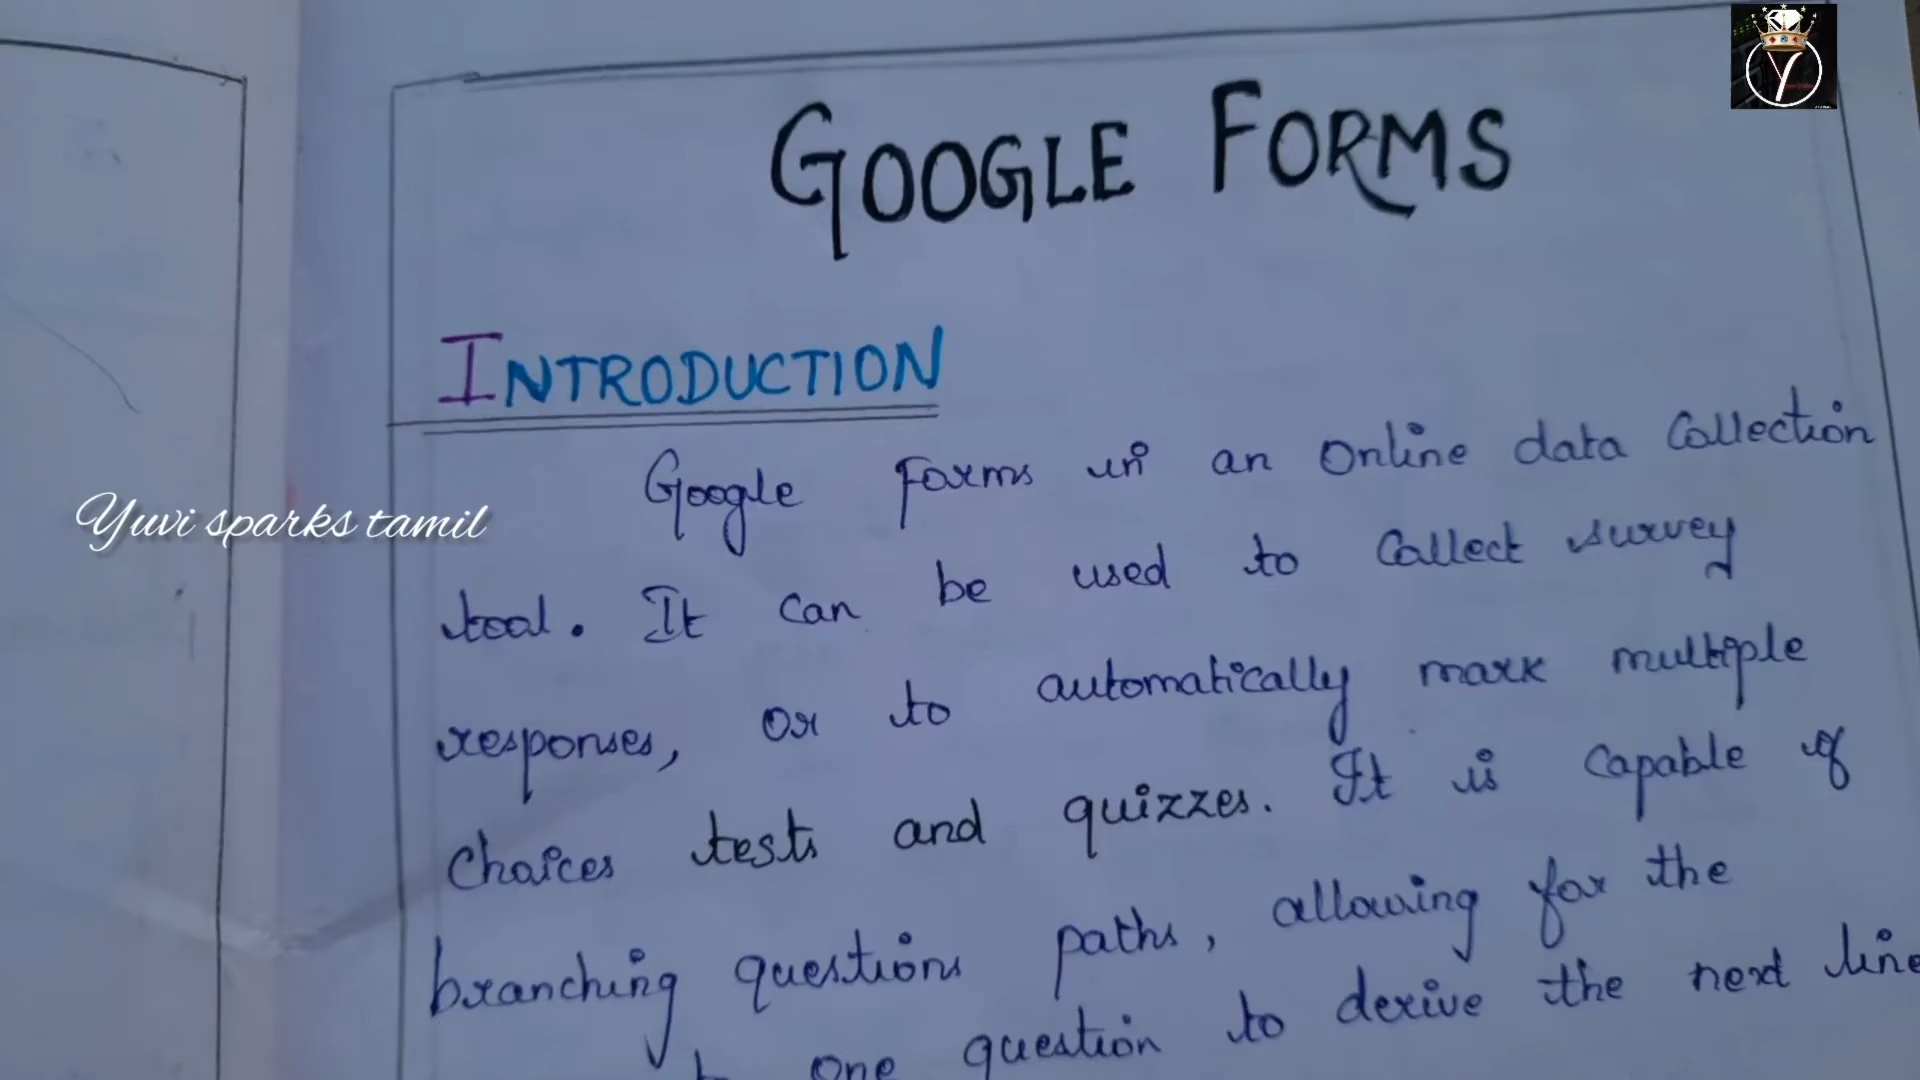 GOOGLE FORMS
INTRODUCTION
Google Forms is an Online data Collection
tool. It can be used to Collect survey
responses, or to automatically mark multiple
Choices tests and quizzes. It is capable of
branching questions paths, allowing for the
one question to derive the next line
Yuvi sparks tamil
Y